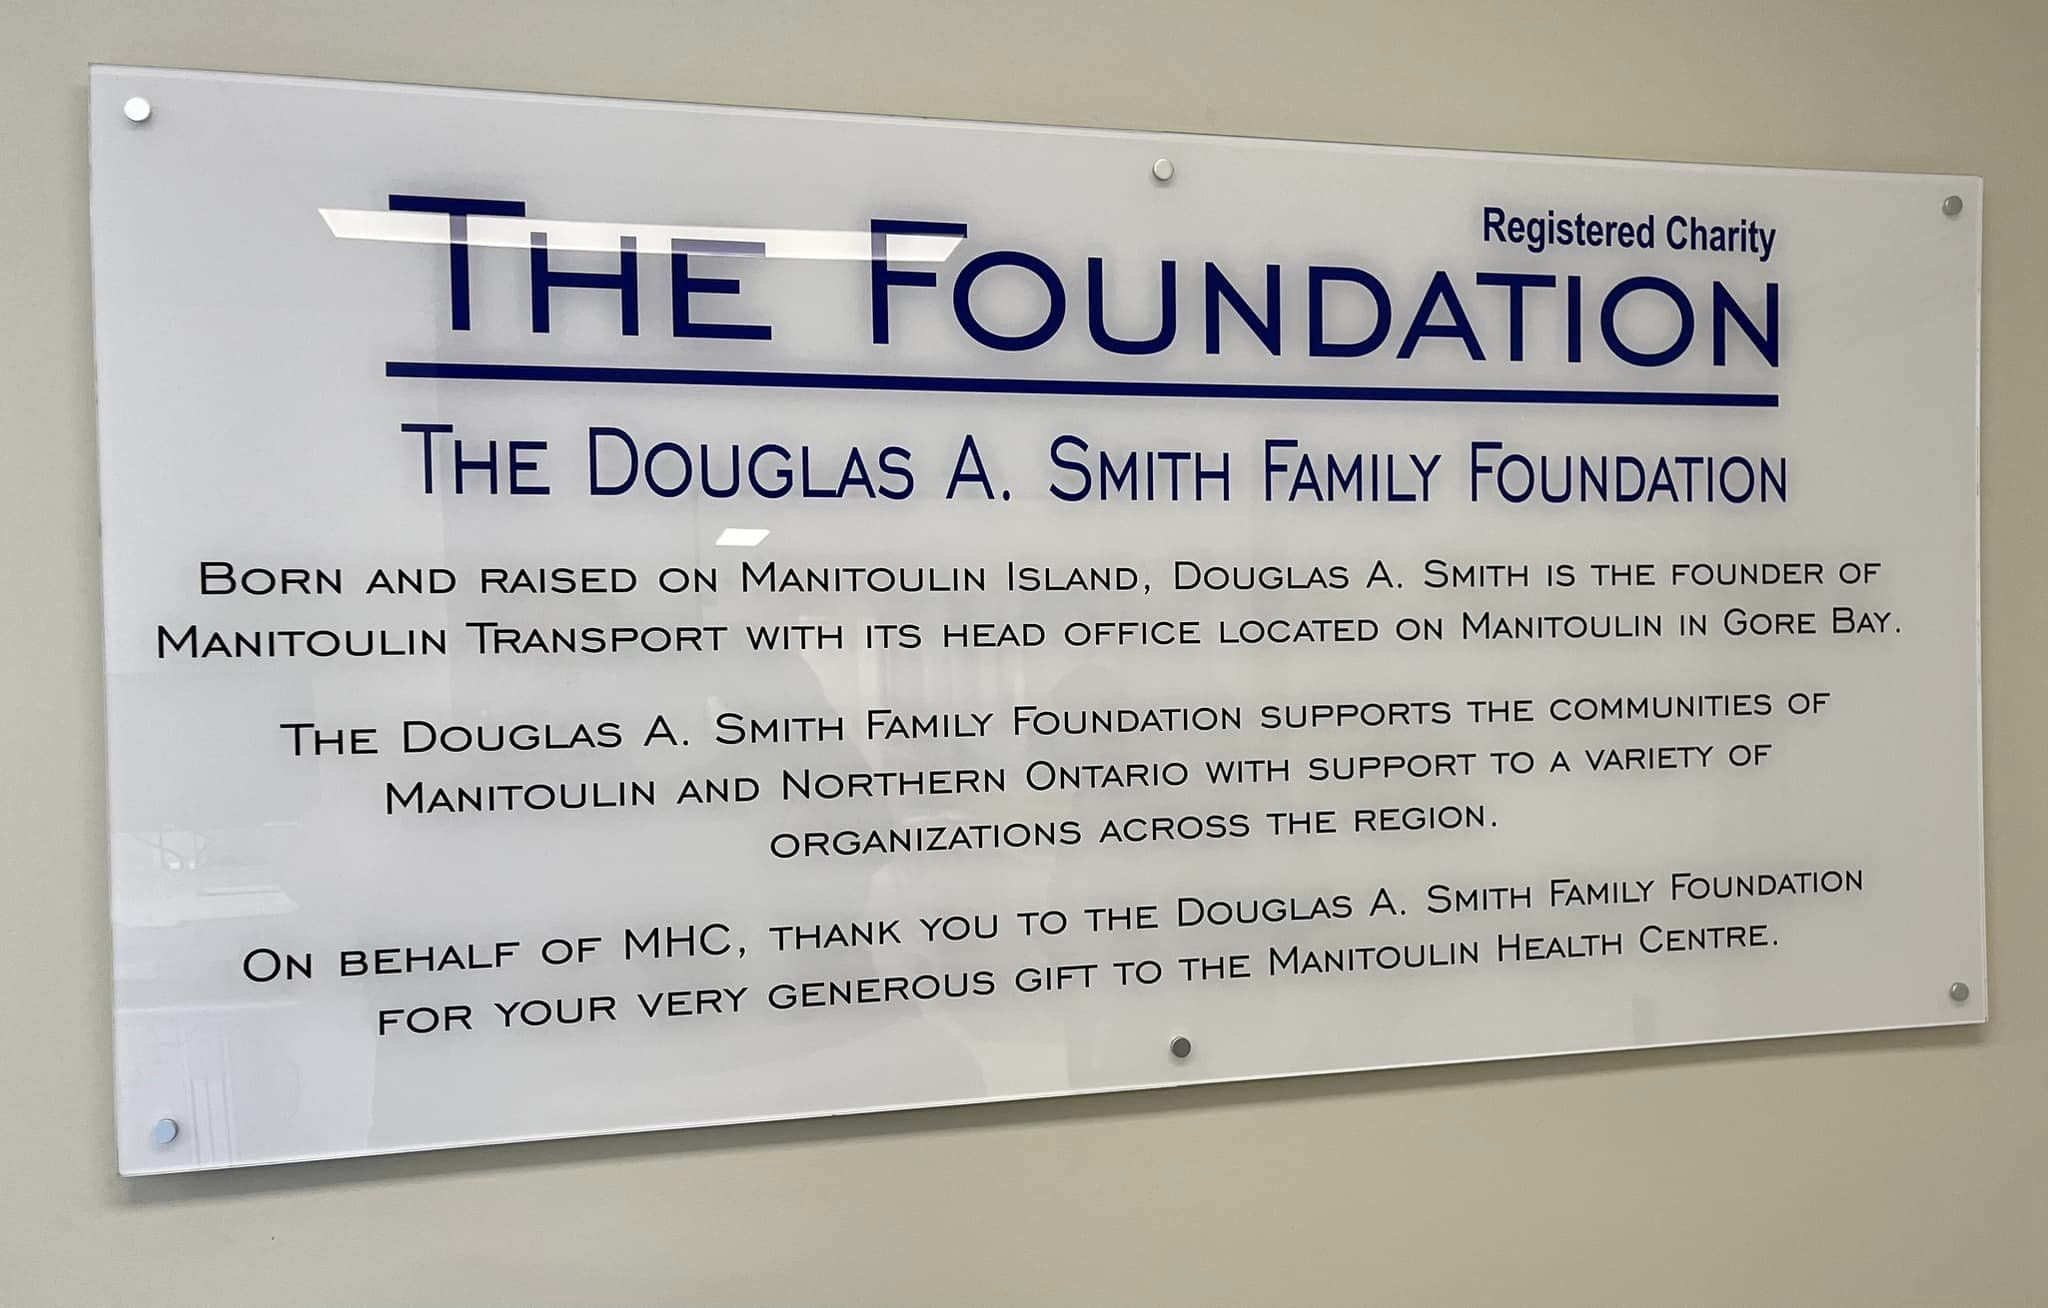 Registered Charity
The Foundation
The Douglas A. Smith Family Foundation
Born and raised on Manitoulin Island, Douglas A. Smith is the founder of
Manitoulin Transport with its head office located on Manitoulin in Gore Bay.
The Douglas A. Smith Family Foundation supports the communities of
Manitoulin and Northern Ontario with support to a variety of
organizations across the region.
On behalf of MHC, thank you to the Douglas A. Smith Family Foundation
for your very generous gift to the Manitoulin Health Centre.